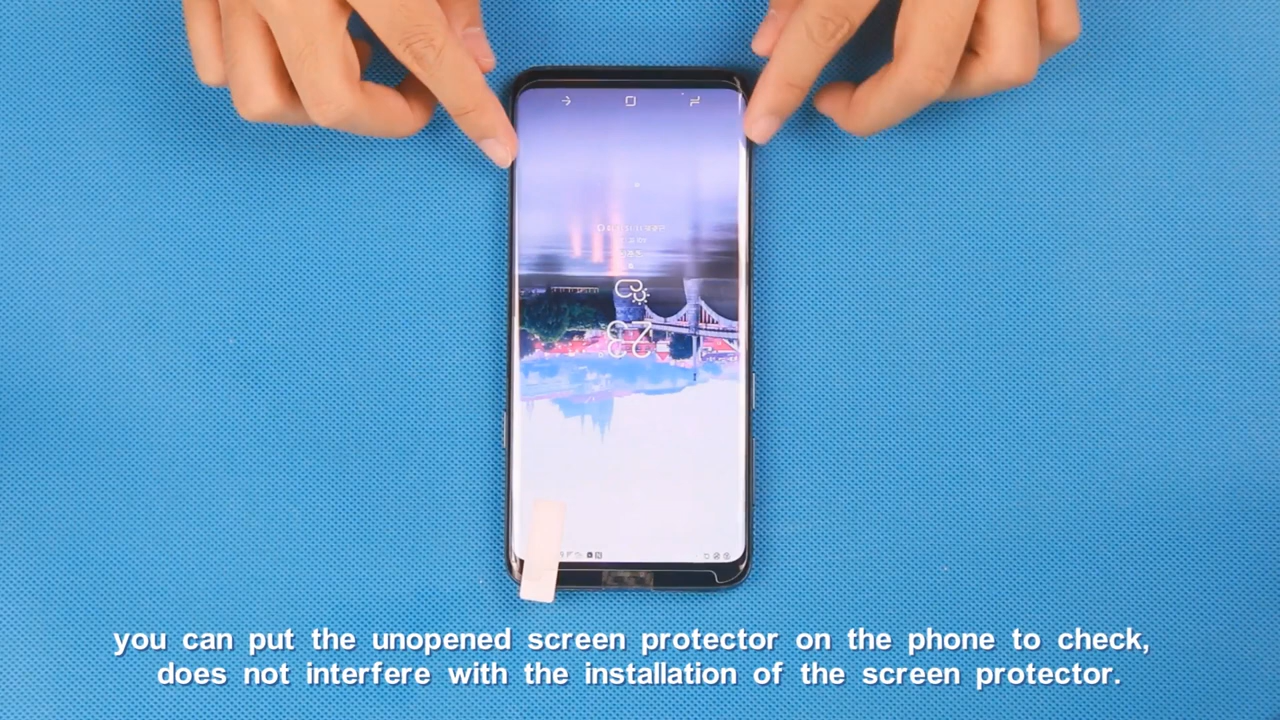 23
you can put the unopened screen protector on the phone to check,
does not interfere with the installation of the screen protector.